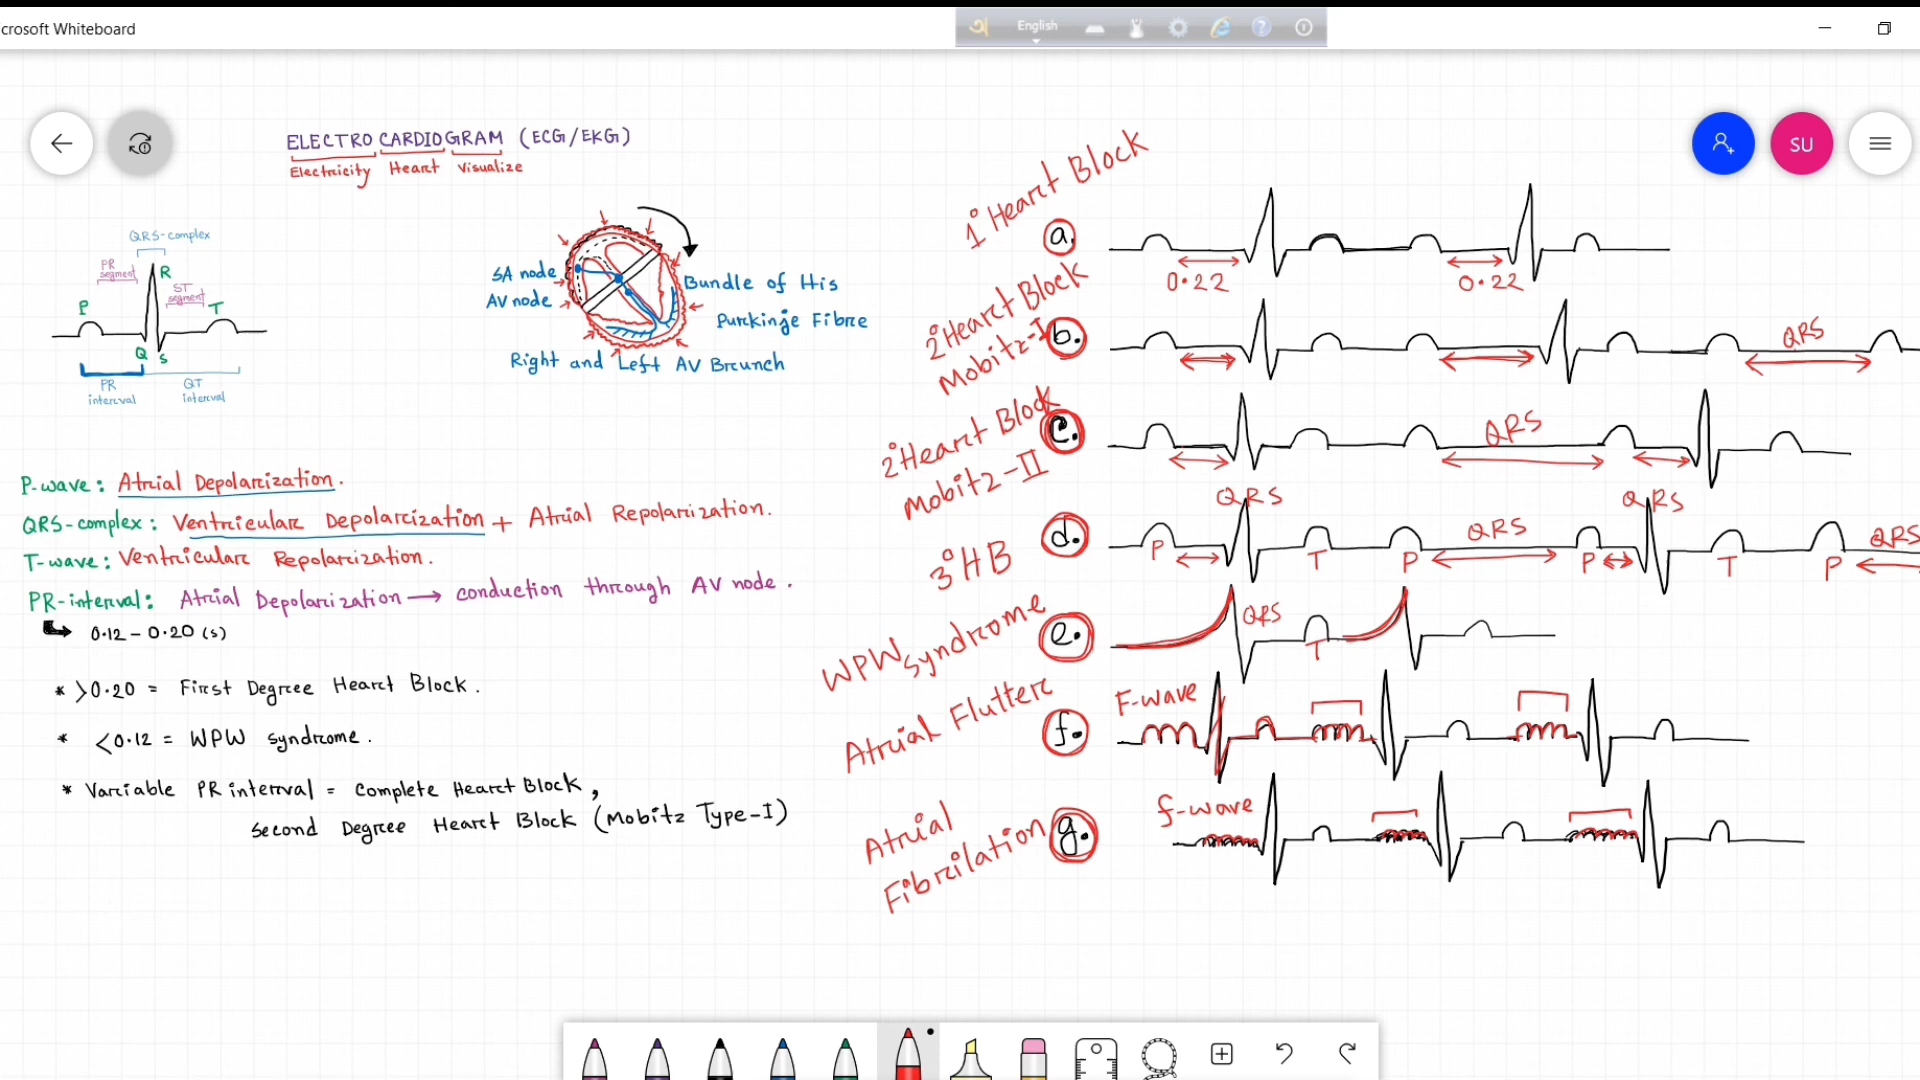 crosoft Whiteboard
English
SU
ELECTRO CARDIOGRAM (ECG/EKG)
Electricity Heart Visualize
QRS-complex
PR segment
R
ST segment
P
T
Q
S
PR interval
QT interval
SA node
AV node
Bundle of His
Purkinje Fibre
Right and Left AV Brunch
P-wave: Atrial Depolarization.
QRS-complex: Ventricular Depolarization + Atrial Repolarization.
T-wave: Ventricular Repolarization.
PR-interval: Atrial Depolarization → conduction through AV node.
0.12 - 0.20 (s)
* >0.20 = First Degree Heart Block.
* <0.12 = WPW syndrome.
* Variable PR interval = Complete Heart Block,
Second Degree Heart Block (Mobitz Type-I)
1° Heart Block
a.
0.22
0.22
2° Heart Block
Mobitz-I
b.
QRS
2° Heart Block
Mobitz-II
c.
QRS
3° HB
d.
QRS
QRS
QRS
QRS
P
T
P
P
T
P
WPW syndrome
e.
QRS
T
Atrial Flutter
f.
F-wave
Atrial
Fibrilation
g.
f-wave